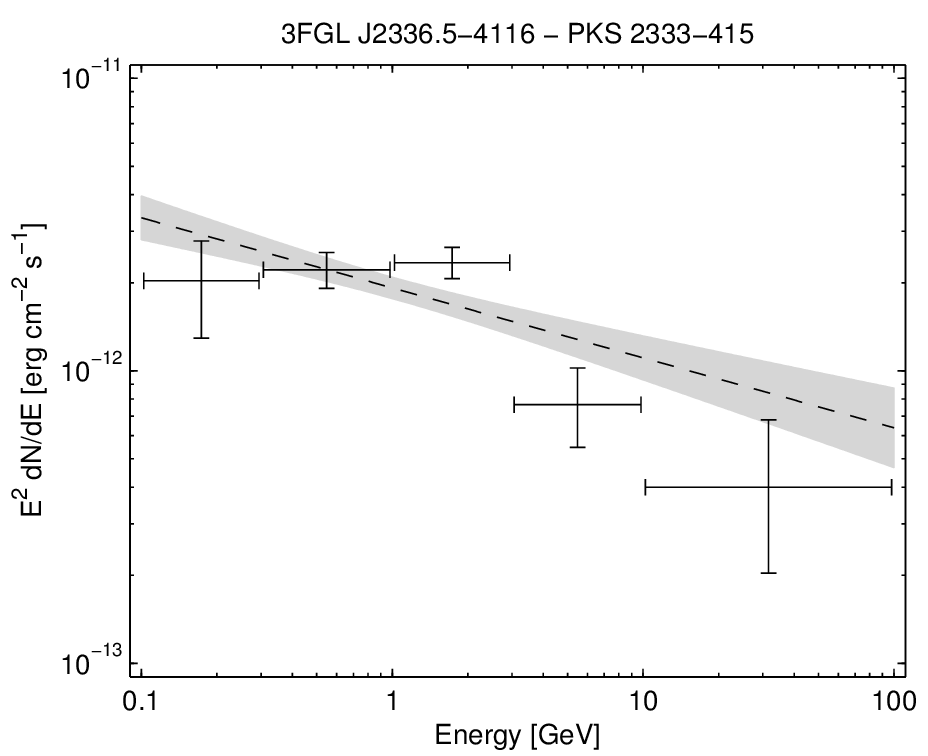 3FGL J2336.5−4116 − PKS 2333−415
10⁻¹¹
10⁻¹²
10⁻¹³
E² dN/dE [erg cm⁻² s⁻¹]
0.1 1 10 100
Energy [GeV]